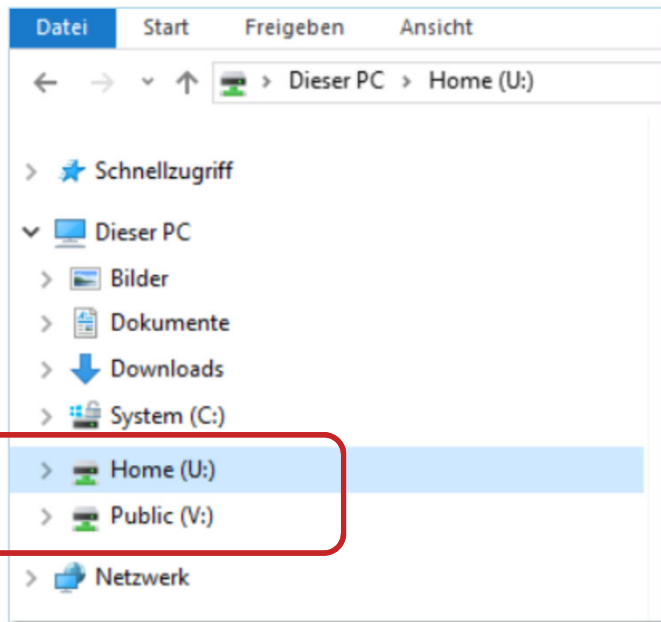 Datei Start Freigeben Ansicht
Dieser PC Home (U:)
Schnellzugriff
Dieser PC
Bilder
Dokumente
Downloads
System (C:)
Home (U:)
Public (V:)
Netzwerk